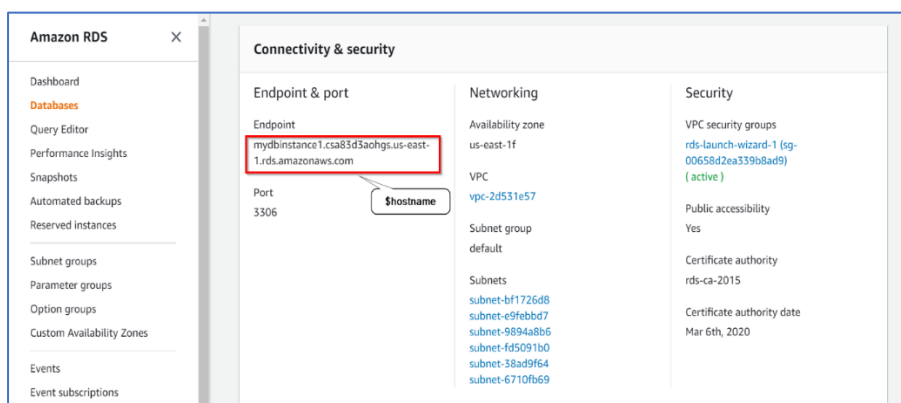 Amazon RDS
Dashboard
Databases
Query Editor
Performance Insights
Snapshots
Automated backups
Reserved instances
Subnet groups
Parameter groups
Option groups
Custom Availability Zones
Events
Event subscriptions
Connectivity & security
Endpoint & port
Endpoint
mydbinstance1.csa83d3aohgs.us-east-
1.rds.amazonaws.com
$hostname
Port
3306
Networking
Availability zone
us-east-1f
VPC
vpc-2d531e57
Subnet group
default
Subnets
subnet-bf1726d8
subnet-e9febbd7
subnet-9894a8b6
subnet-fd5091b0
subnet-38ad9f64
subnet-6710fb69
Security
VPC security groups
rds-launch-wizard-1 (sg-
00658d2ea339b8ad9)
( active )
Public accessibility
Yes
Certificate authority
rds-ca-2015
Certificate authority date
Mar 6th, 2020